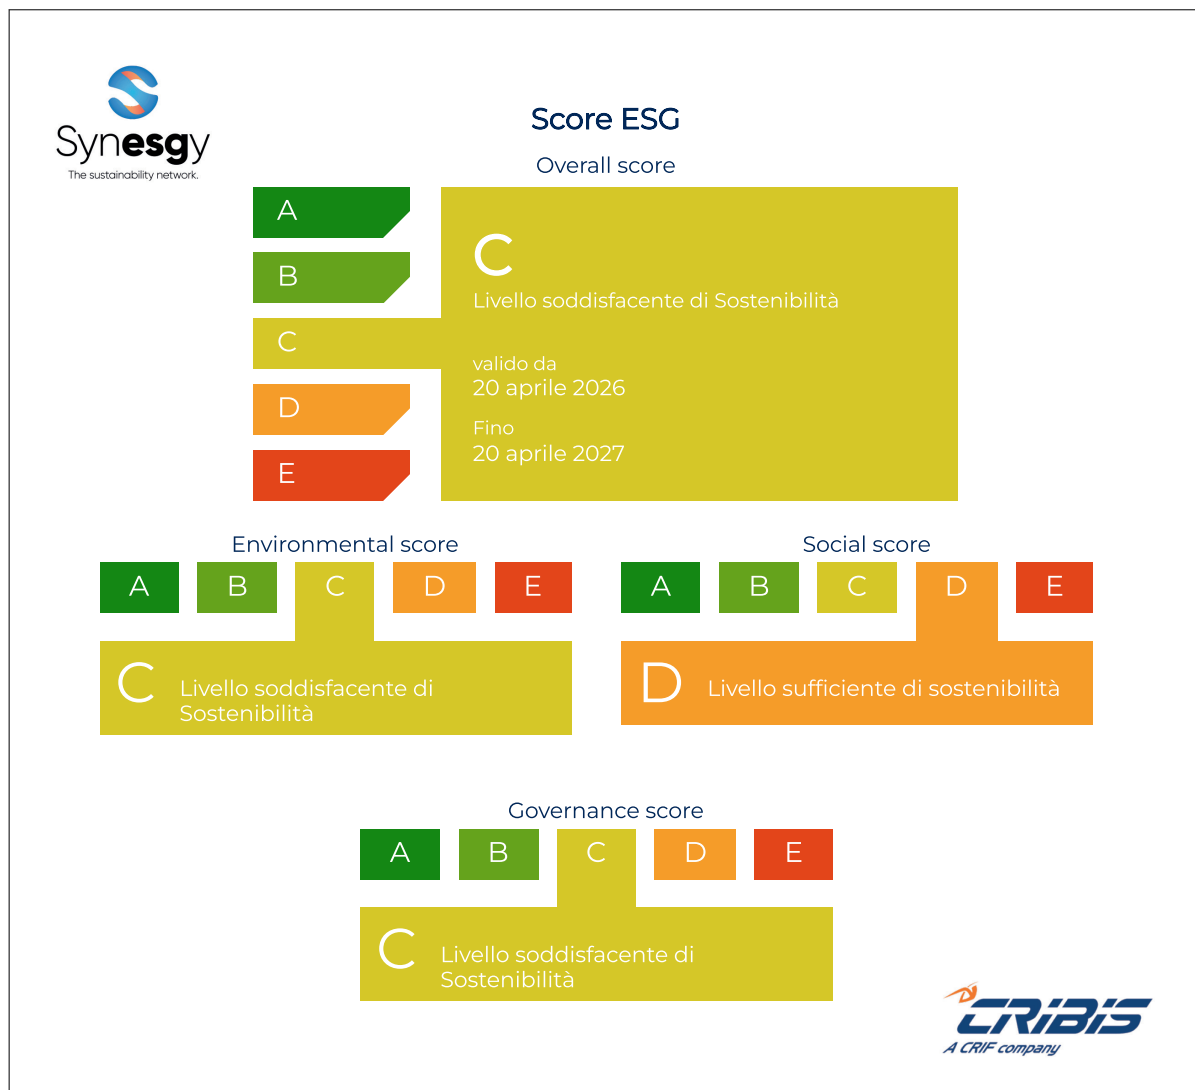 Synesgy
The sustainability network.
Score ESG
Overall score
A
B
C
D
E
C
Livello soddisfacente di Sostenibilità
valido da
20 aprile 2026
Fino
20 aprile 2027
Environmental score
A B C D E
C Livello soddisfacente di
Sostenibilità
Social score
A B C D E
D Livello sufficiente di sostenibilità
Governance score
A B C D E
C Livello soddisfacente di
Sostenibilità
CRIBIS
A CRIF company